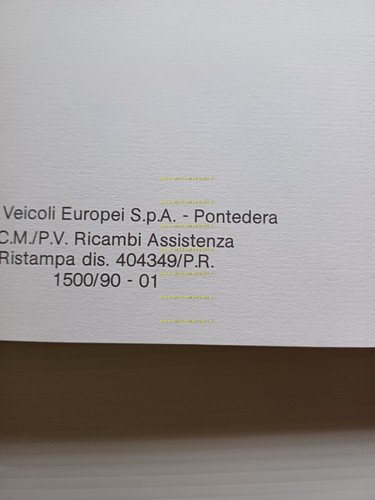 Veicoli Europei S.p.A. - Pontedera
C.M./P.V. Ricambi Assistenza
Ristampa dis. 404349/P.R.
1500/90 - 01